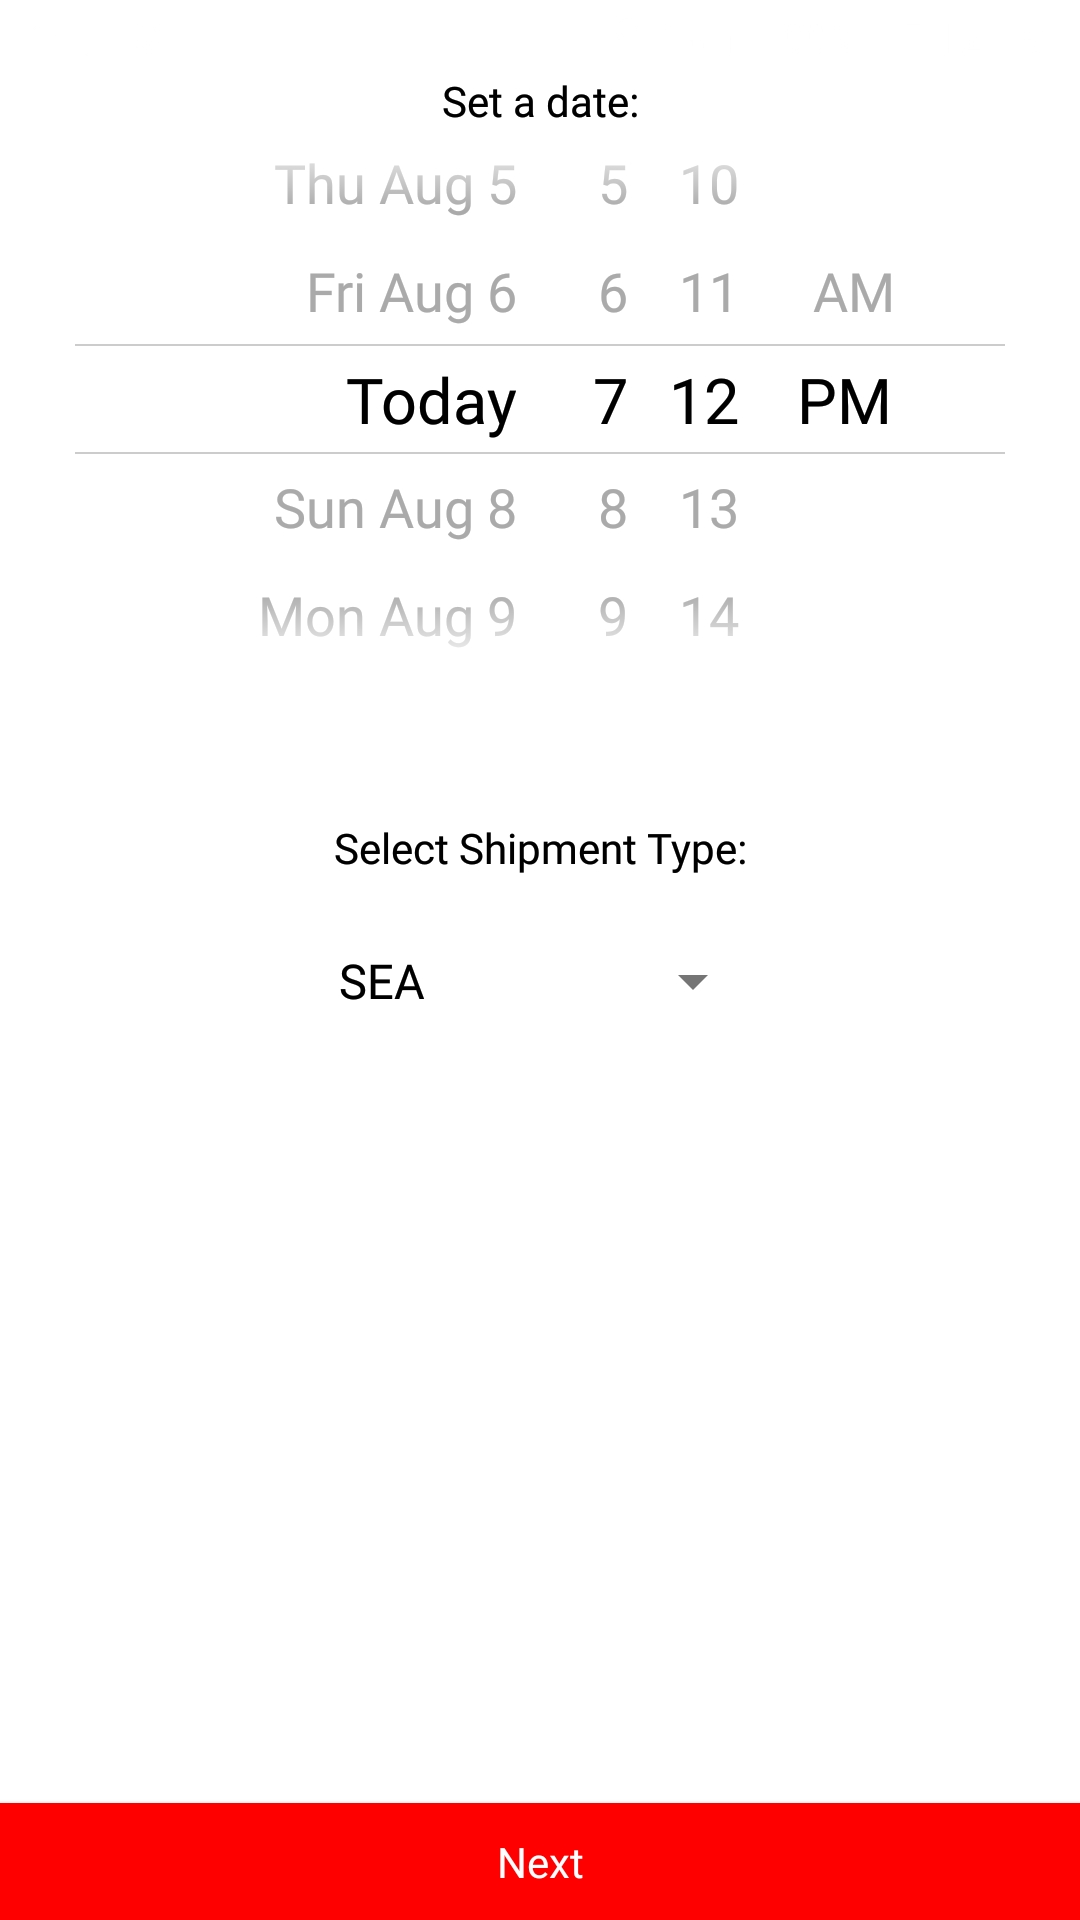 Set a date:
Thu Aug 5 5 10
Fri Aug 6 6 11 AM
Today 7 12 PM
Sun Aug 8 8 13
Mon Aug 9 9 14
Select Shipment Type:
SEA
Next